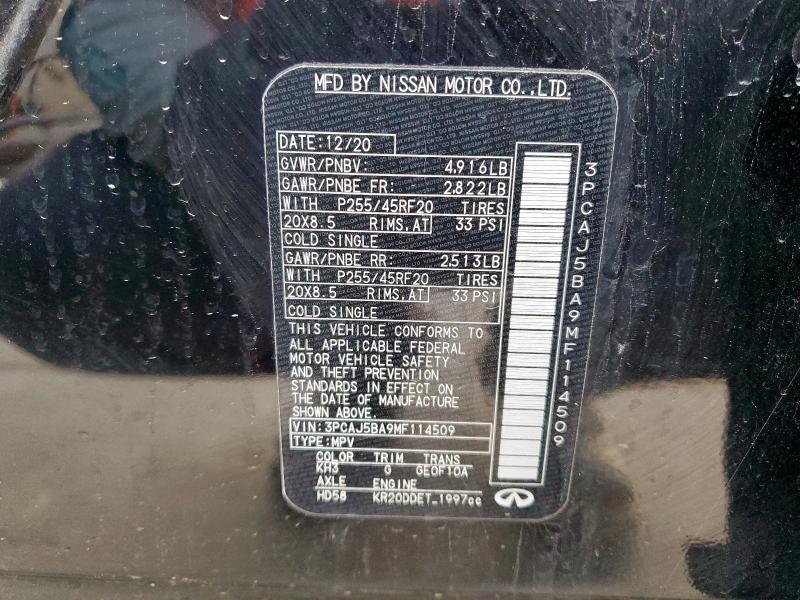 MFD BY NISSAN MOTOR CO.,LTD.
DATE:12/20
GVWR/PNBV: 4,916LB
GAWR/PNBE FR: 2,822LB
WITH P255/45RF20 TIRES
20X8.5 RIMS,AT 33 PSI
COLD SINGLE
GAWR/PNBE RR: 2,513LB
WITH P255/45RF20 TIRES
20X8.5 RIMS,AT 33 PSI
COLD SINGLE
THIS VEHICLE CONFORMS TO
ALL APPLICABLE FEDERAL
MOTOR VEHICLE SAFETY
AND THEFT PREVENTION
STANDARDS IN EFFECT ON
THE DATE OF MANUFACTURE
SHOWN ABOVE.
VIN:3PCAJ5BA9MF114509
TYPE:MPV
COLOR TRIM TRANS
KH3 G GE0F10A
AXLE ENGINE
HD58 KR20DDET_1997cc
3PCAJ5BA9MF114509